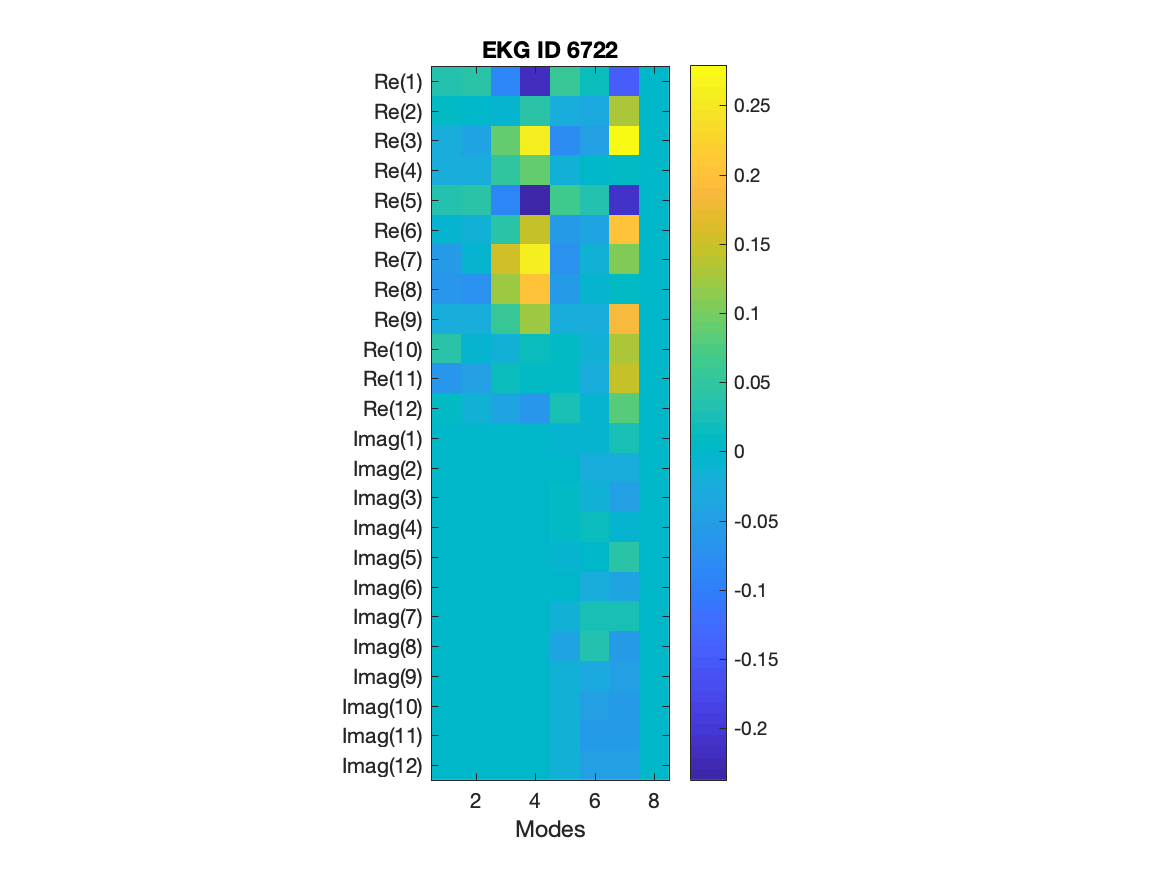 EKG ID 6722
Re(1)
Re(2)
Re(3)
Re(4)
Re(5)
Re(6)
Re(7)
Re(8)
Re(9)
Re(10)
Re(11)
Re(12)
Imag(1)
Imag(2)
Imag(3)
Imag(4)
Imag(5)
Imag(6)
Imag(7)
Imag(8)
Imag(9)
Imag(10)
Imag(11)
Imag(12)
2 4 6 8
Modes
0.25
0.2
0.15
0.1
0.05
0
-0.05
-0.1
-0.15
-0.2